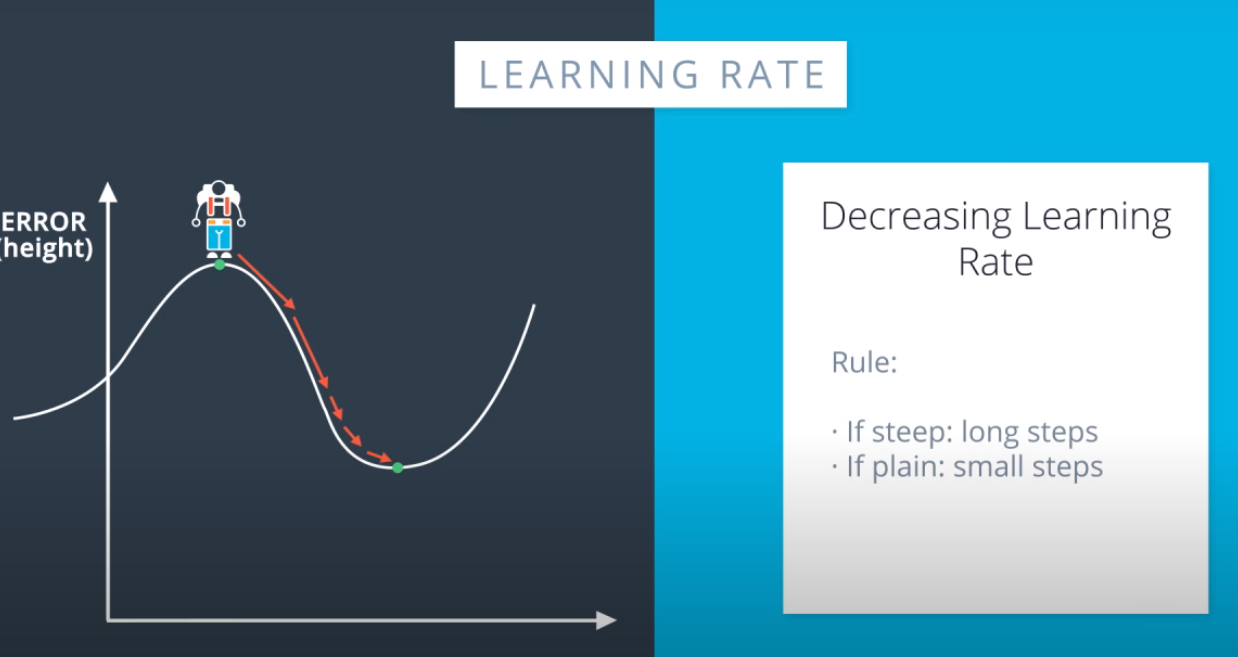 LEARNING RATE
ERROR
(height)
Decreasing Learning
Rate
Rule:
· If steep: long steps
· If plain: small steps